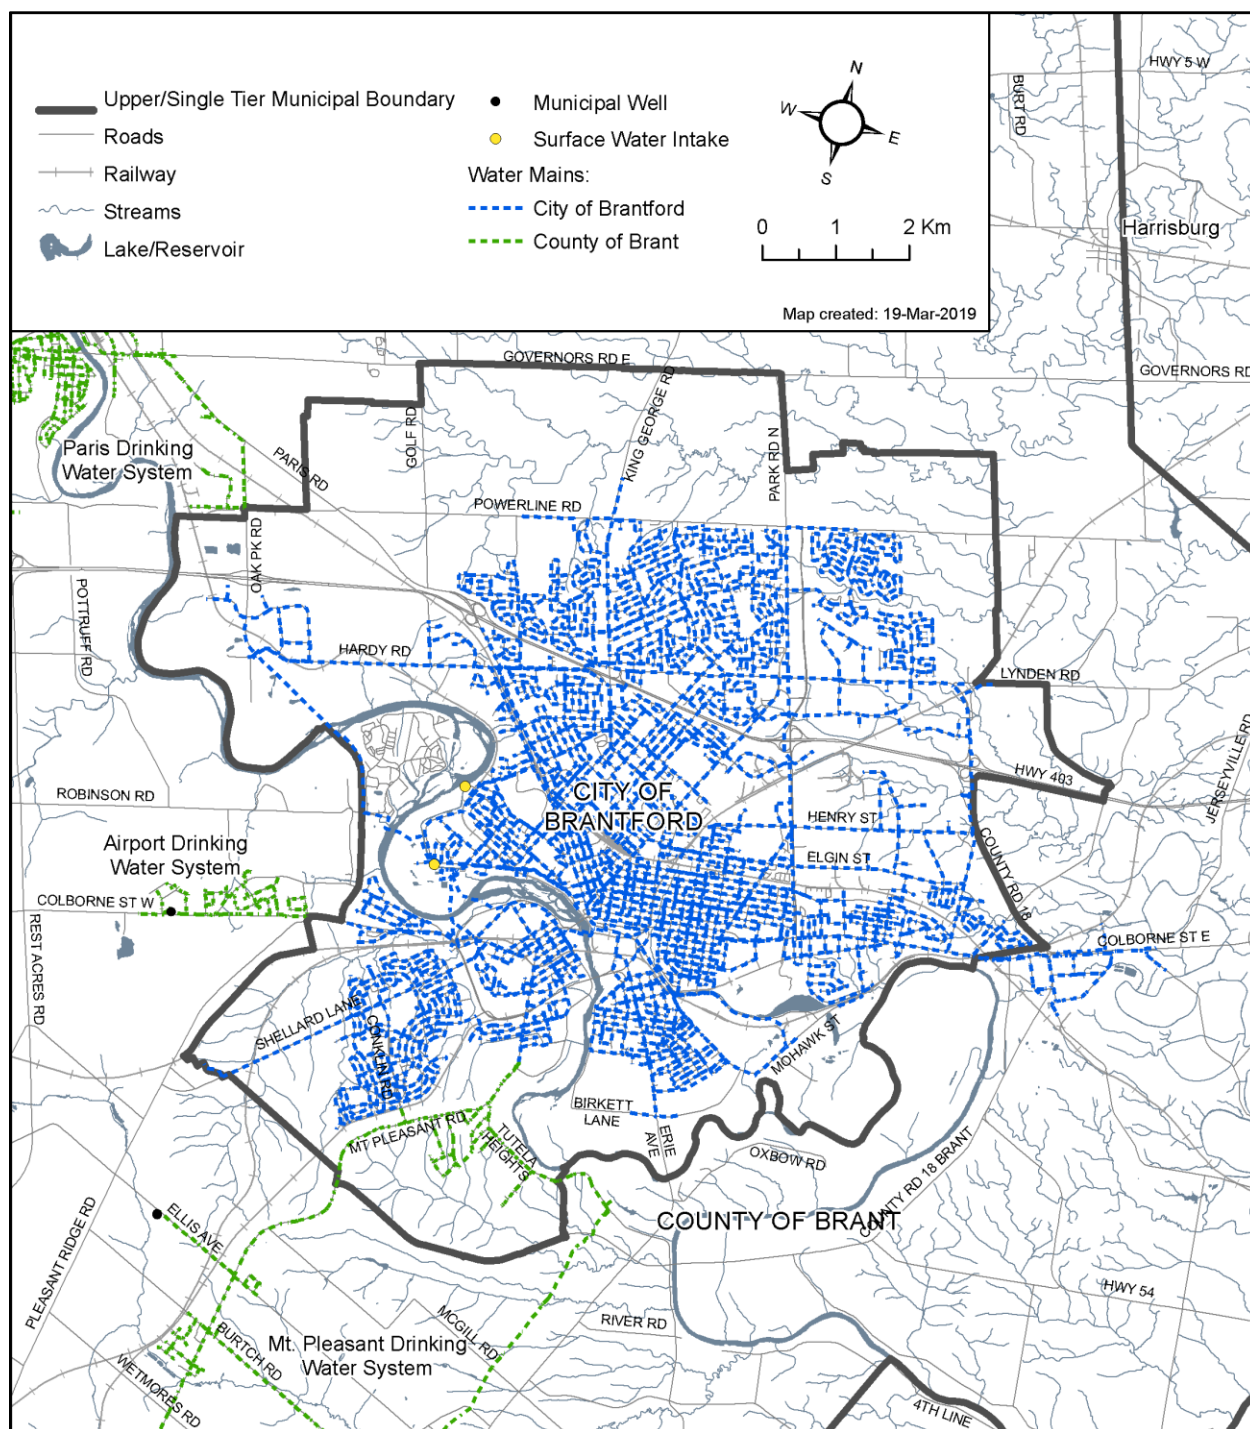 Upper/Single Tier Municipal Boundary
Roads
Railway
Streams
Lake/Reservoir
Municipal Well
Surface Water Intake
Water Mains:
City of Brantford
County of Brant
N
W
E
S
0 1 2 Km
Map created: 19-Mar-2019
HWY 5 W
BURT RD
Harrisburg
GOVERNORS RD E
GOVERNORS RD
KING GEORGE RD
GOLF RD
PARK RD N
Paris Drinking
Water System
PARIS RD
POWERLINE RD
OAK PK RD
POTTRUFF RD
HARDY RD
LYNDEN RD
JERSEYVILLE RD
HWY 403
ROBINSON RD
CITY OF
BRANTFORD
HENRY ST
Airport Drinking
Water System
ELGIN ST
COUNTY RD 18
COLBORNE ST W
REST ACRES RD
COLBORNE ST E
SHELLARD LANE
CONKLIN RD
MOHAWK ST
BIRKETT
LANE
ERIE
AVE
MT PLEASANT RD
TUTELA
HEIGHTS
OXBOW RD
COUNTY RD 18 BRANT
COUNTY OF BRANT
PLEASANT RIDGE RD
ELLIS AVE
HWY 54
MCGILL RD
RIVER RD
BURTCH RD
Mt. Pleasant Drinking
Water System
WETMORES RD
4TH LINE